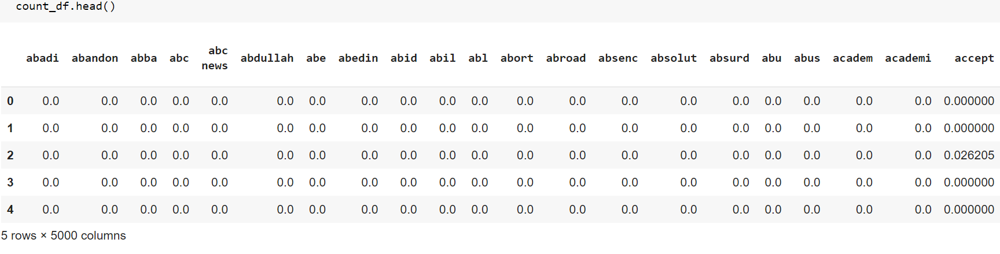 count_df.head()
abadi abandon abba abc abc news abdullah abe abedin abid abil abl abort abroad absenc absolut absurd abu abus academ academi accept
0 0.0 0.0 0.0 0.0 0.0 0.0 0.0 0.0 0.0 0.0 0.0 0.0 0.0 0.0 0.0 0.0 0.0 0.0 0.0 0.0 0.000000
1 0.0 0.0 0.0 0.0 0.0 0.0 0.0 0.0 0.0 0.0 0.0 0.0 0.0 0.0 0.0 0.0 0.0 0.0 0.0 0.0 0.000000
2 0.0 0.0 0.0 0.0 0.0 0.0 0.0 0.0 0.0 0.0 0.0 0.0 0.0 0.0 0.0 0.0 0.0 0.0 0.0 0.0 0.026205
3 0.0 0.0 0.0 0.0 0.0 0.0 0.0 0.0 0.0 0.0 0.0 0.0 0.0 0.0 0.0 0.0 0.0 0.0 0.0 0.0 0.000000
4 0.0 0.0 0.0 0.0 0.0 0.0 0.0 0.0 0.0 0.0 0.0 0.0 0.0 0.0 0.0 0.0 0.0 0.0 0.0 0.0 0.000000
5 rows × 5000 columns